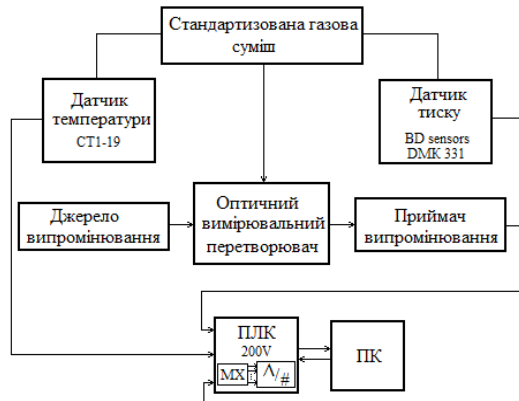 Стандартизована газова
суміш
Датчик
температури
СТ1-19
Датчик
тиску
BD sensors
DMK 331
Джерело
випромінювання
Оптичний
вимірювальний
перетворювач
Приймач
випромінювання
ПЛК
200V
МХ
Λ/#
ПК